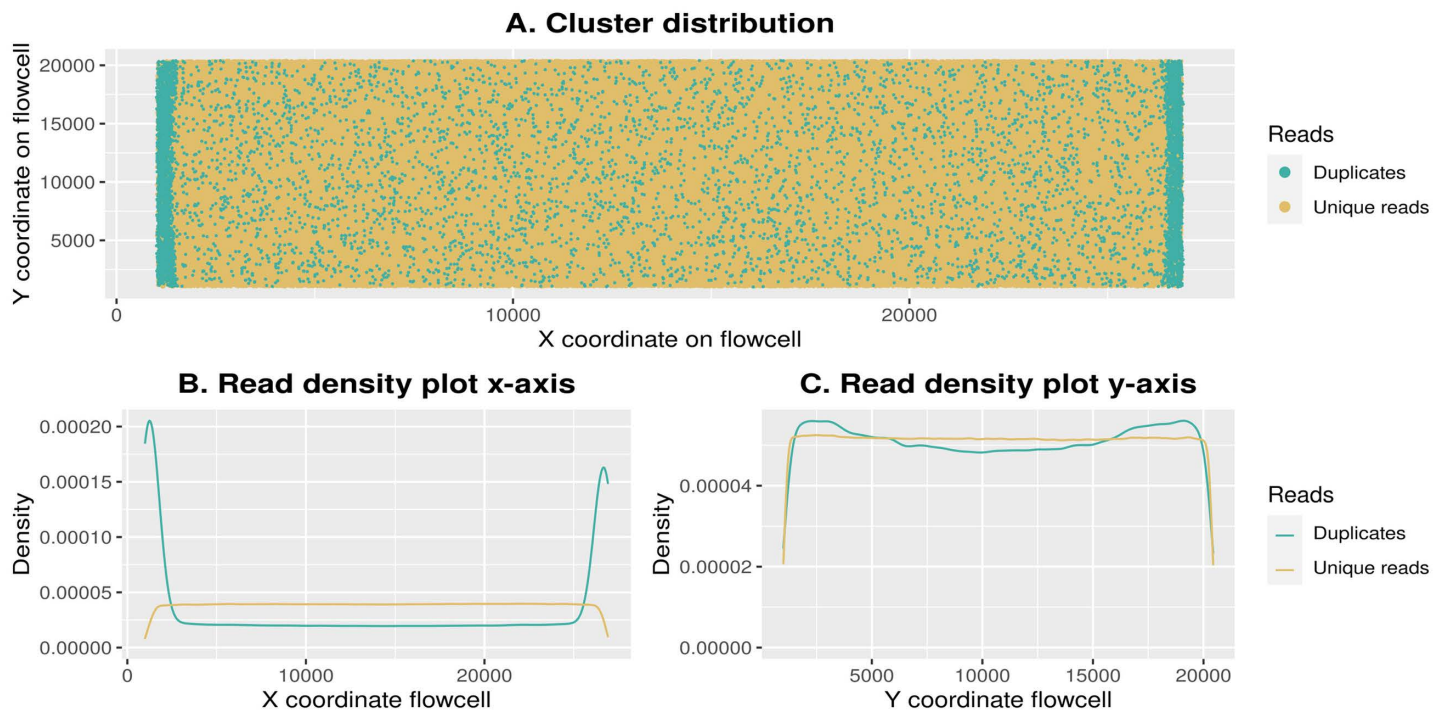 A. Cluster distribution
Y coordinate on flowcell
20000
15000
10000
5000
0
10000
20000
X coordinate on flowcell
Reads
Duplicates
Unique reads
B. Read density plot x-axis
Density
0.00020
0.00015
0.00010
0.00005
0.00000
0
10000
20000
X coordinate flowcell
C. Read density plot y-axis
Density
0.00004
0.00002
0.00000
5000
10000
15000
20000
Y coordinate flowcell
Reads
Duplicates
Unique reads